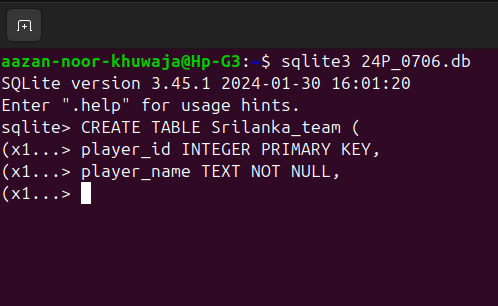 aazan-noor-khuwaja@Hp-G3:~$ sqlite3 24P_0706.db
SQLite version 3.45.1 2024-01-30 16:01:20
Enter ".help" for usage hints.
sqlite> CREATE TABLE Srilanka_team (
(x1...> player_id INTEGER PRIMARY KEY,
(x1...> player_name TEXT NOT NULL,
(x1...>